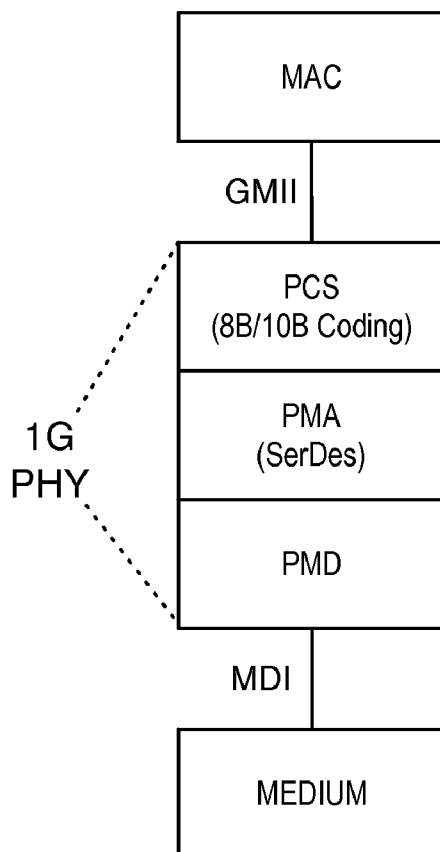 MAC
GMII
PCS
(8B/10B Coding)
PMA
(SerDes)
1G
PHY
PMD
MDI
MEDIUM